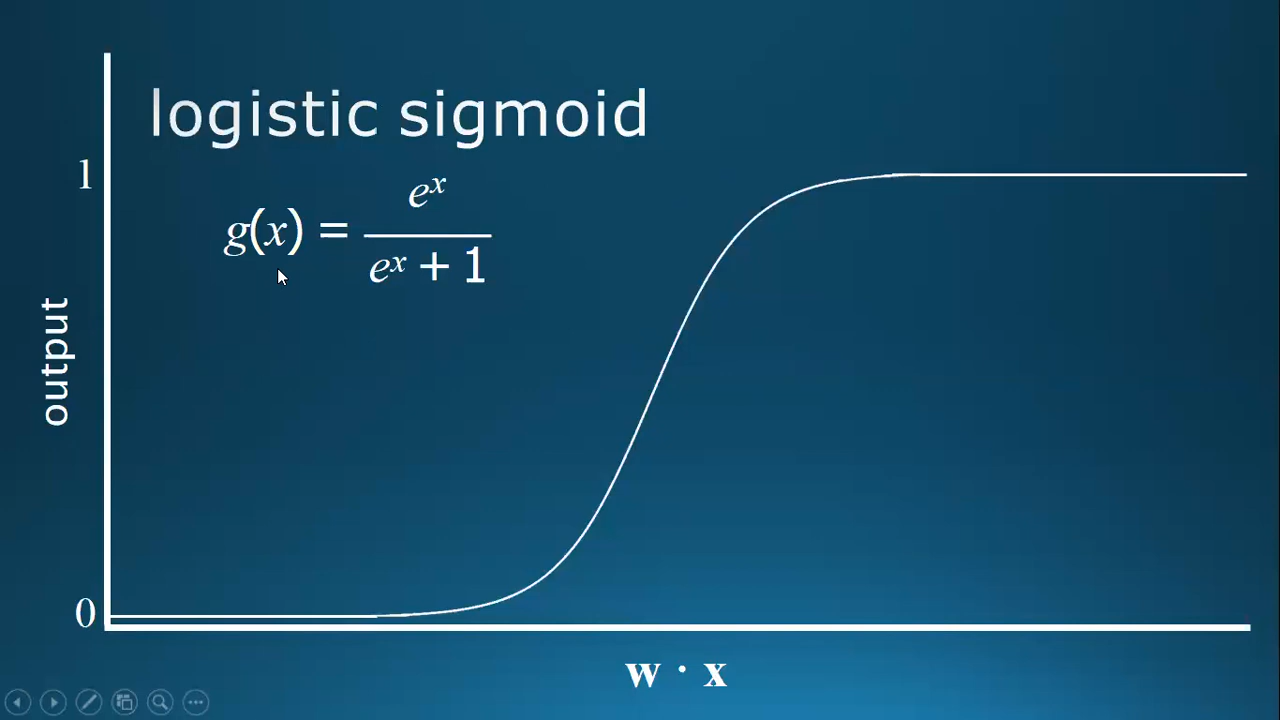 logistic sigmoid
1
g(x) = e^x / (e^x + 1)
output
0
w · x